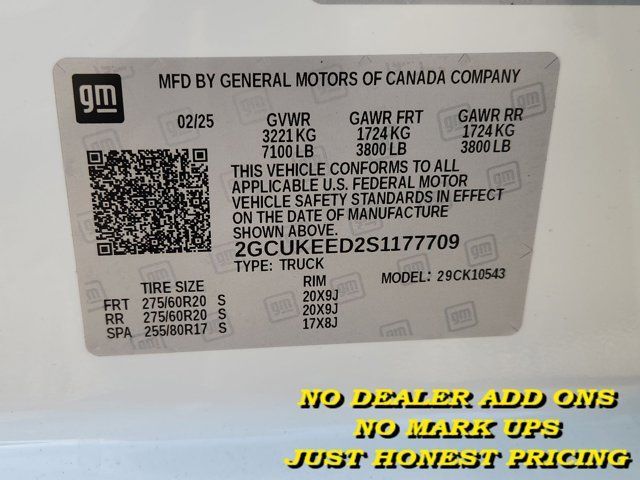 gm MFD BY GENERAL MOTORS OF CANADA COMPANY
02/25 GVWR GAWR FRT GAWR RR
3221 KG 1724 KG 1724 KG
7100 LB 3800 LB 3800 LB
THIS VEHICLE CONFORMS TO ALL
APPLICABLE U.S. FEDERAL MOTOR
VEHICLE SAFETY STANDARDS IN EFFECT
ON THE DATE OF MANUFACTURE
SHOWN ABOVE.
2GCUKEED2S1177709
TYPE: TRUCK MODEL: 29CK10543
TIRE SIZE RIM
FRT 275/60R20 S 20X9J
RR 275/60R20 S 20X9J
SPA 255/80R17 S 17X8J
NO DEALER ADD ONS
NO MARK UPS
JUST HONEST PRICING